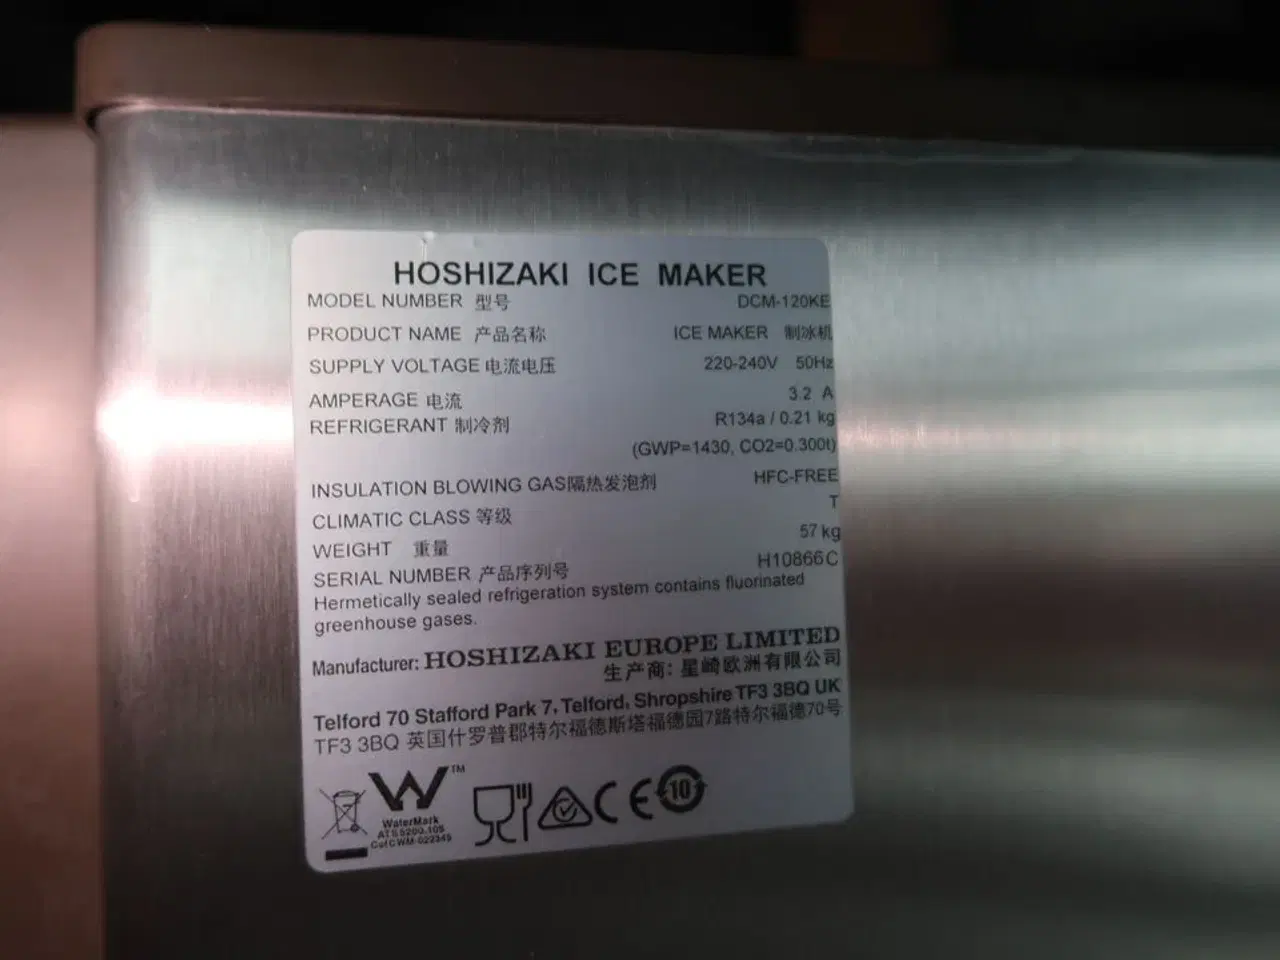 HOSHIZAKI ICE MAKER
MODEL NUMBER 型号 DCM-120KE
PRODUCT NAME 产品名称 ICE MAKER 制冰机
SUPPLY VOLTAGE 电流电压 220-240V 50Hz
AMPERAGE 电流 3.2 A
REFRIGERANT 制冷剂 R134a / 0.21 kg
(GWP=1430, CO2=0.300t)
INSULATION BLOWING GAS隔热发泡剂 HFC-FREE
CLIMATIC CLASS 等级 T
WEIGHT 重量 57 kg
SERIAL NUMBER 产品序列号 H10866C
Hermetically sealed refrigeration system contains fluorinated
greenhouse gases.
Manufacturer: HOSHIZAKI EUROPE LIMITED
生产商: 星崎欧洲有限公司
Telford 70 Stafford Park 7, Telford, Shropshire TF3 3BQ UK
TF3 3BQ 英国什罗普郡特尔福德斯塔福德园7路特尔福德70号
W™
WaterMark
ATS 5200.105
CofCWM-022345
CE
10